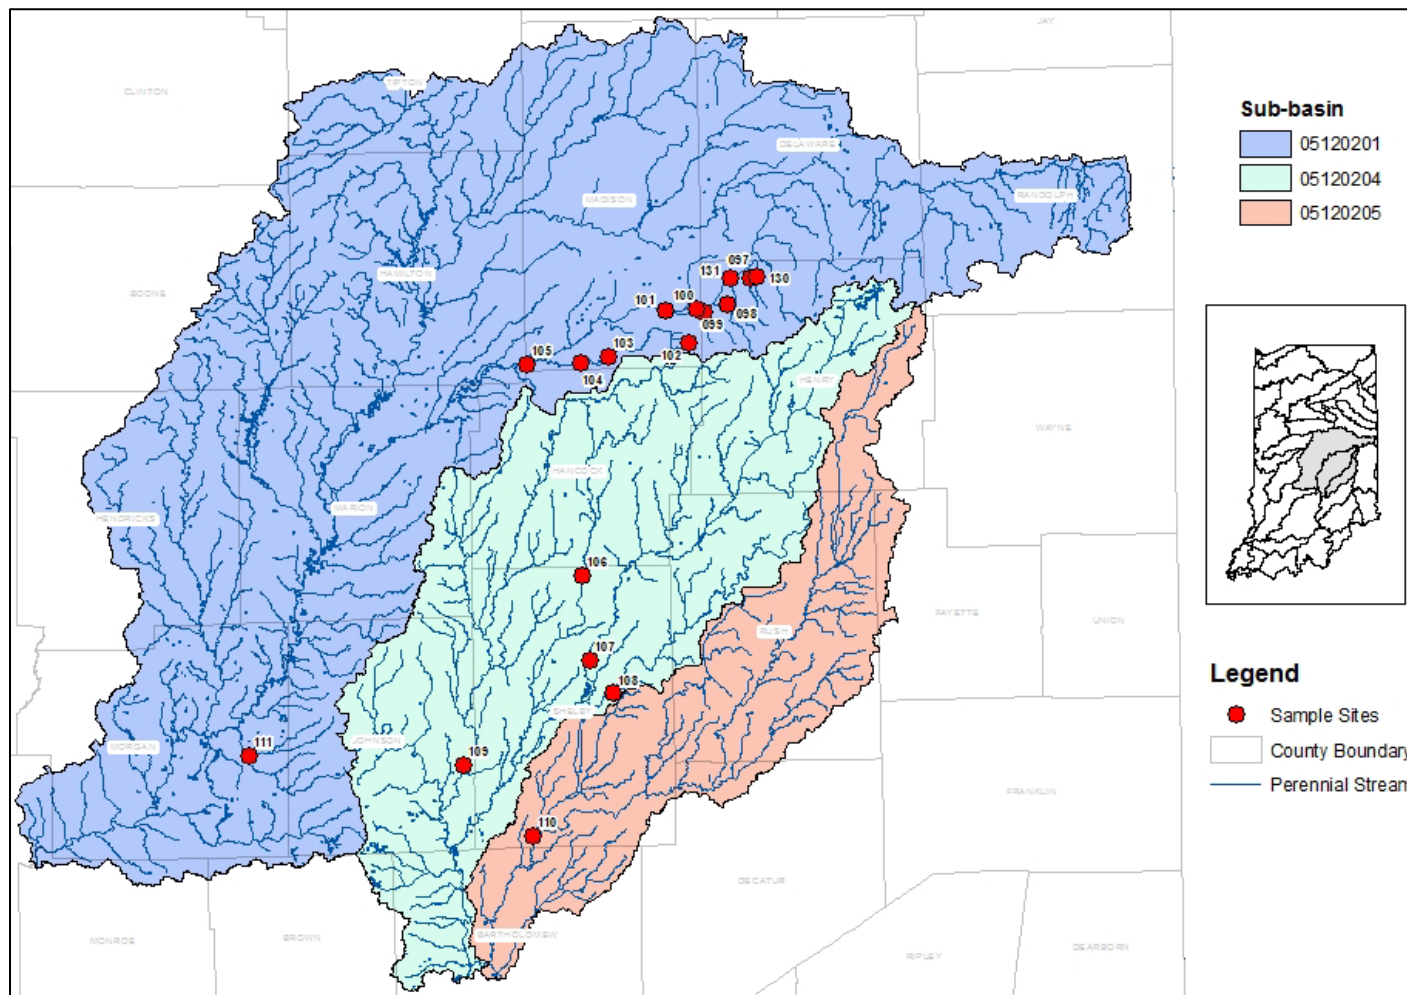 JAY
CLINTON
TIPTON
DELAWARE
RANDOLPH
MADISON
HAMILTON
BOONE
131
097
130
101
100
098
099
105
103
102
104
HENRY
WAYNE
HANCOCK
HENDRICKS
MARION
106
FAYETTE
UNION
RUSH
107
108
SHELBY
MORGAN
111
JOHNSON
109
FRANKLIN
110
DECATUR
MONROE
BROWN
BARTHOLOMEW
RIPLEY
DEARBORN
Sub-basin
05120201
05120204
05120205
Legend
Sample Sites
County Boundary
Perennial Stream